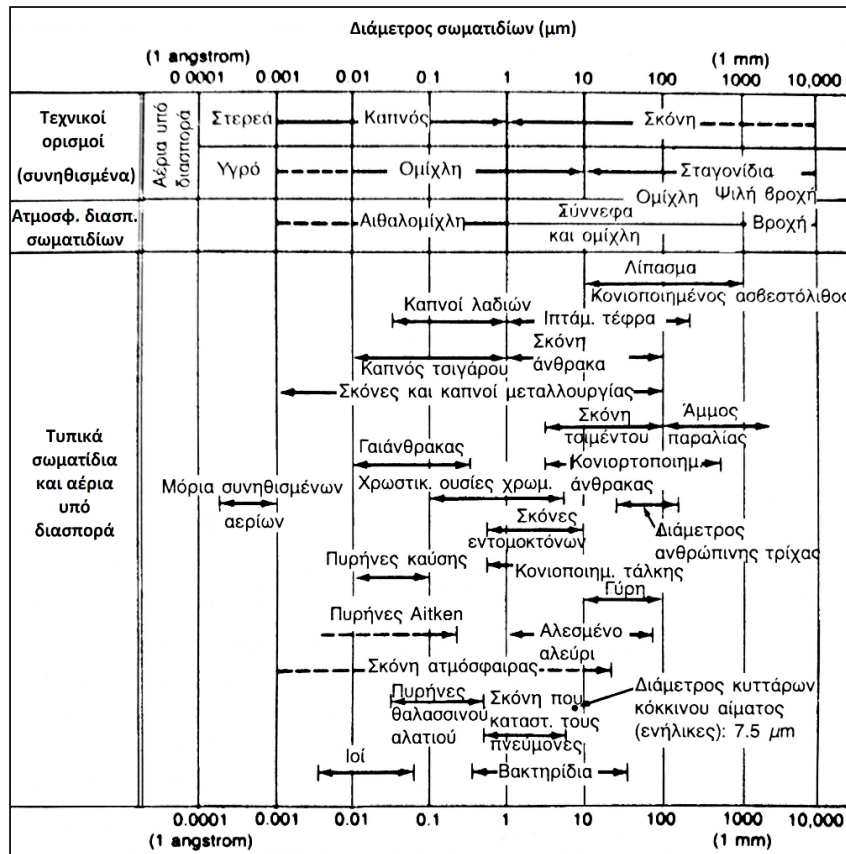 Διάμετρος σωματιδίων (μm)
(1 angstrom) (1 mm)
0.0001 0.001 0.01 0.1 1 10 100 1000 10,000
Τεχνικοί
ορισμοί
(συνηθισμένα)
Αέρια υπό
διασπορά
Στερεά
Καπνός
Σκόνη
Υγρό
Ομίχλη
Σταγονίδια
Ομίχλη Ψιλή βροχή
Ατμοσφ. διασπ.
σωματιδίων
Αιθαλομίχλη
Σύννεφα
και ομίχλη
Βροχή
Τυπικά
σωματίδια
και αέρια
υπό
διασπορά
Λίπασμα
Κονιοποιημένος ασβεστόλιθος
Καπνοί λαδιών
Ιπτάμ. τέφρα
Σκόνη
άνθρακα
Καπνός τσιγάρου
Σκόνες και καπνοί μεταλλουργίας
Σκόνη
τσιμέντου
Άμμος
παραλίας
Γαιάνθρακας
Κονιορτοποιημ.
άνθρακας
Μόρια συνηθισμένων
αερίων
Χρωστικ. ουσίες χρωμ.
Διάμετρος
ανθρώπινης τρίχας
Σκόνες
εντομοκτόνων
Πυρήνες καύσης
Κονιοποιημ. τάλκης
Γύρη
Πυρήνες Aitken
Αλεσμένο
αλεύρι
Σκόνη ατμόσφαιρας
Πυρήνες
θαλασσινού
αλατιού
Σκόνη που
καταστ. τους
πνεύμονες
Διάμετρος κυττάρων
κόκκινου αίματος
(ενήλικες): 7.5 μm
Ιοί
Βακτηρίδια
0.0001 0.001 0.01 0.1 1 10 100 1000 10,000
(1 angstrom) (1 mm)